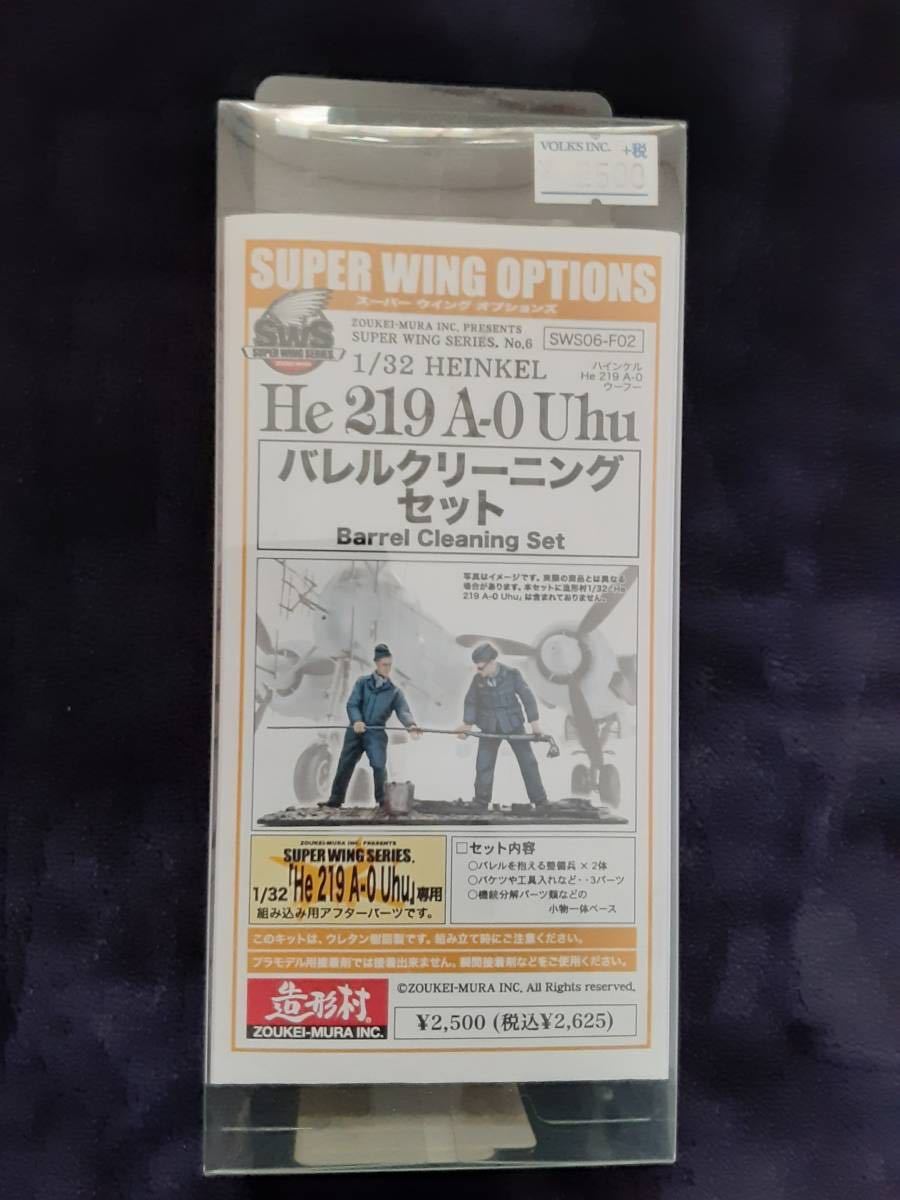 VOLKS INC. +税
2500
SUPER WING OPTIONS
スーパー ウイング オプションズ
SWS
SUPER WING SERIES
ZOUKEI-MURA INC. PRESENTS
SUPER WING SERIES. No.6
SWS06-F02
1/32 HEINKEL
ハインケル
He 219 A-0
ウーフー
He 219 A-0 Uhu
バレルクリーニング
セット
Barrel Cleaning Set
写真はイメージです。実際の商品とは異なる
場合があります。本セットに造形村1/32「He
219 A-0 Uhu」は含まれておりません。
ZOUKEI-MURA INC. PRESENTS
SUPER WING SERIES.
1/32「He 219 A-0 Uhu」専用
組み込み用アフターパーツです。
□セット内容
○バレルを抱える整備兵×2体
○バケツや工具入れなど・・3パーツ
○機銃分解パーツ類などの
小物一体ベース
このキットは、ウレタン樹脂製です。組み立て時にご注意ください。
プラモデル用接着剤では接着出来ません。瞬間接着剤などをご使用ください。
造形村
ZOUKEI-MURA INC.
©ZOUKEI-MURA INC. All Rights reserved.
¥2,500 (税込¥2,625)